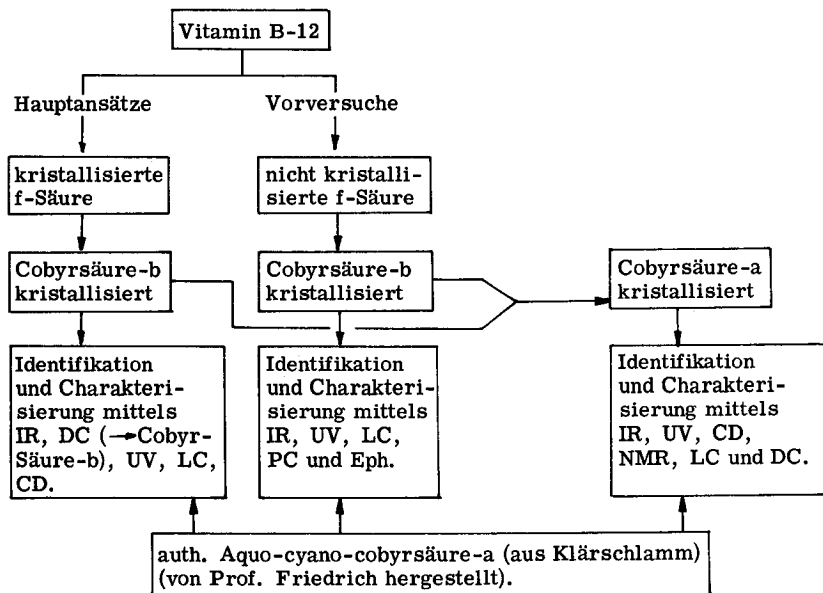 Vitamin B-12
Hauptansätze
Vorversuche
kristallisierte
f-Säure
nicht kristalli-
sierte f-Säure
Cobyrsäure-b
kristallisiert
Cobyrsäure-b
kristallisiert
Cobyrsäure-a
kristallisiert
Identifikation
und Charakteri-
sierung mittels
IR, DC (→Cobyr-
Säure-b), UV, LC,
CD.
Identifikation
und Charakteri-
sierung mittels
IR, UV, LC,
PC und Eph.
Identifikation
und Charakteri-
sierung mittels
IR, UV, CD,
NMR, LC und DC.
auth. Aquo-cyano-cobyrsäure-a (aus Klärschlamm)
(von Prof. Friedrich hergestellt).